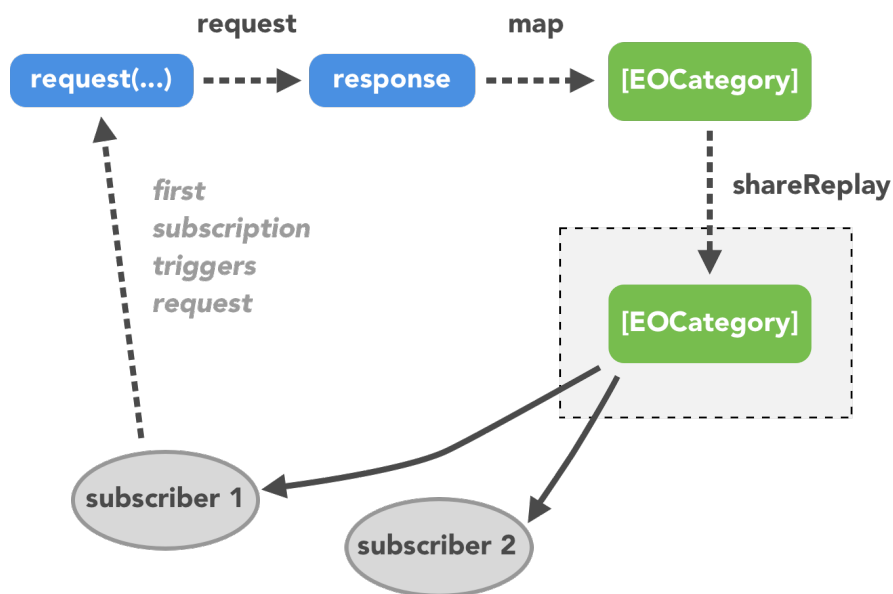 request
map
request(...)
response
[EOCategory]
shareReplay
first
subscription
triggers
request
[EOCategory]
subscriber 1
subscriber 2